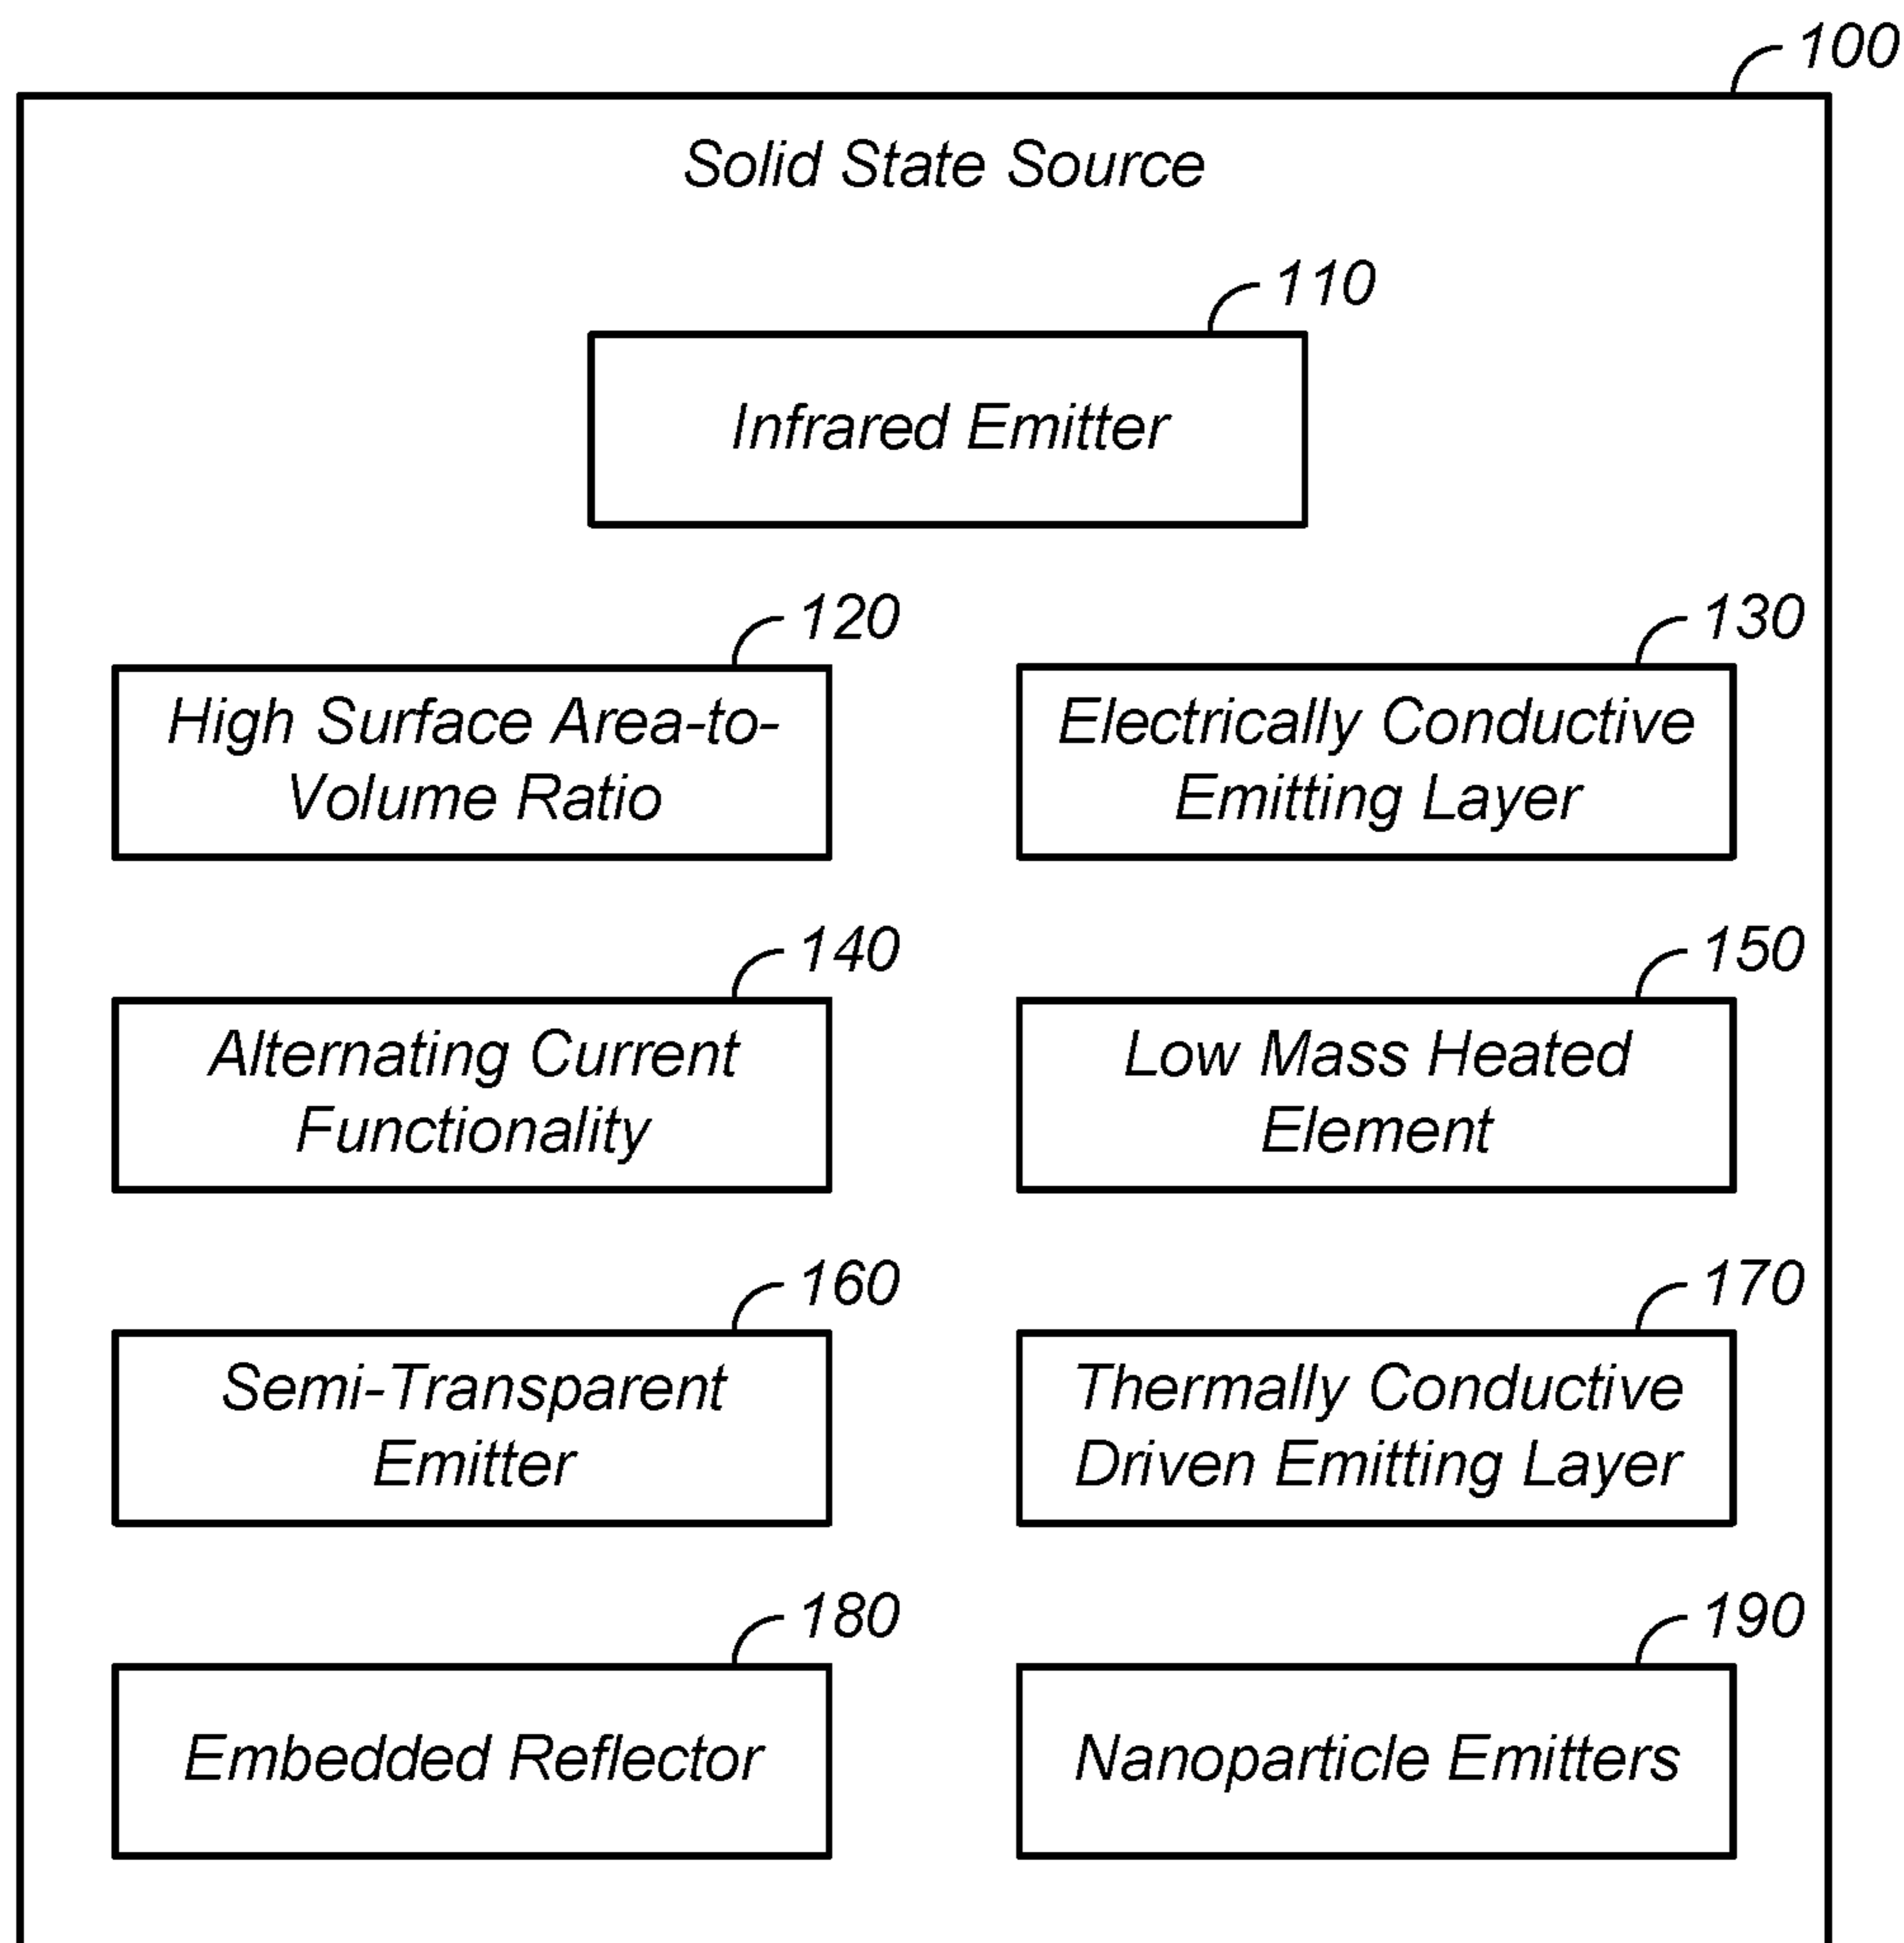 100
Solid State Source
110
Infrared Emitter
120
High Surface Area-to-
Volume Ratio
130
Electrically Conductive
Emitting Layer
140
Alternating Current
Functionality
150
Low Mass Heated
Element
160
Semi-Transparent
Emitter
170
Thermally Conductive
Driven Emitting Layer
180
Embedded Reflector
190
Nanoparticle Emitters